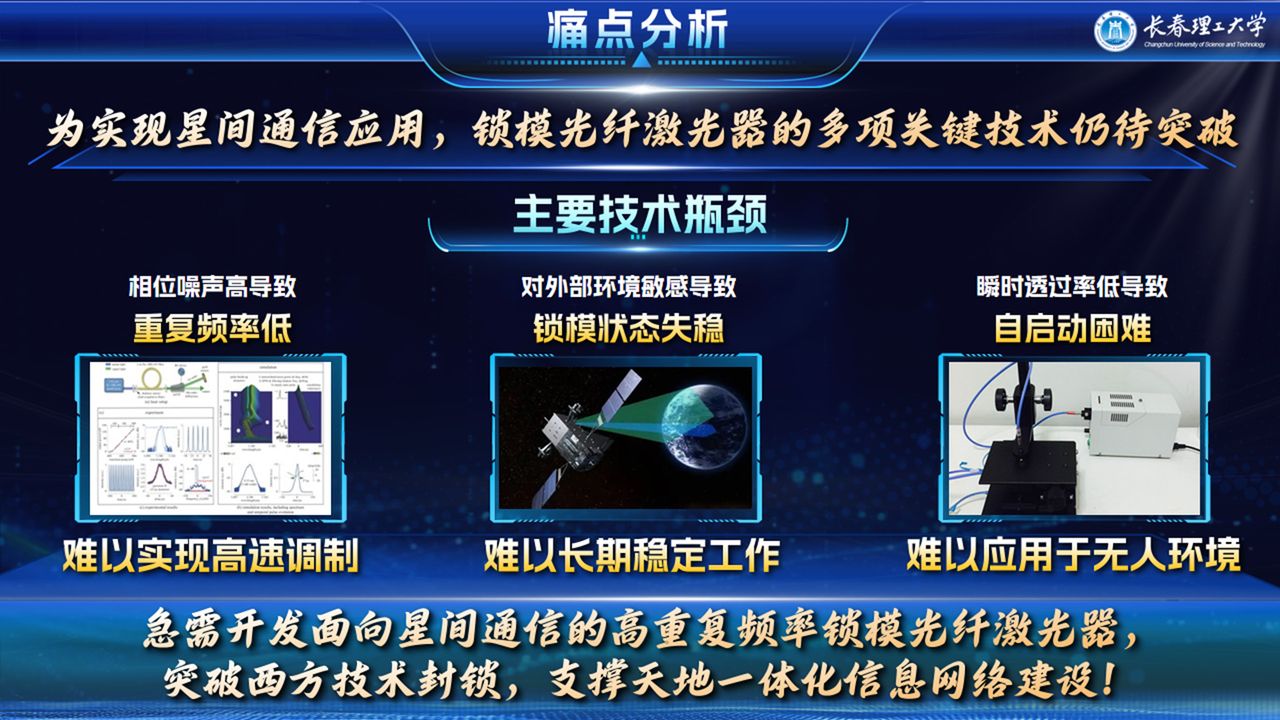 痛点分析
长春理工大学
Changchun University of Science and Technology
为实现星间通信应用，锁模光纤激光器的多项关键技术仍待突破
主要技术瓶颈
相位噪声高导致
重复频率低
对外部环境敏感导致
锁模状态失稳
瞬时透过率低导致
自启动困难
难以实现高速调制
难以长期稳定工作
难以应用于无人环境
急需开发面向星间通信的高重复频率锁模光纤激光器，
突破西方技术封锁，支撑天地一体化信息网络建设！